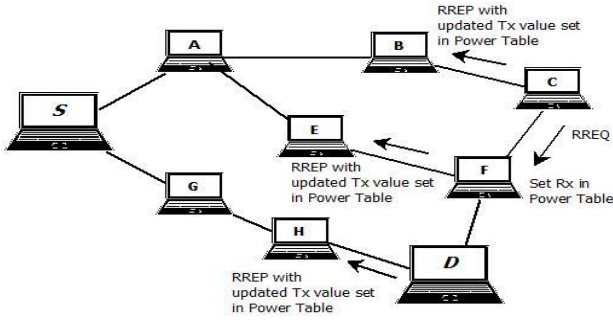 RREP with
updated Tx value set
in Power Table
A
B
C
S
RREQ
E
F
RREP with
updated Tx value set
in Power Table
Set Rx in
Power Table
G
H
D
RREP with
updated Tx value set
in Power Table